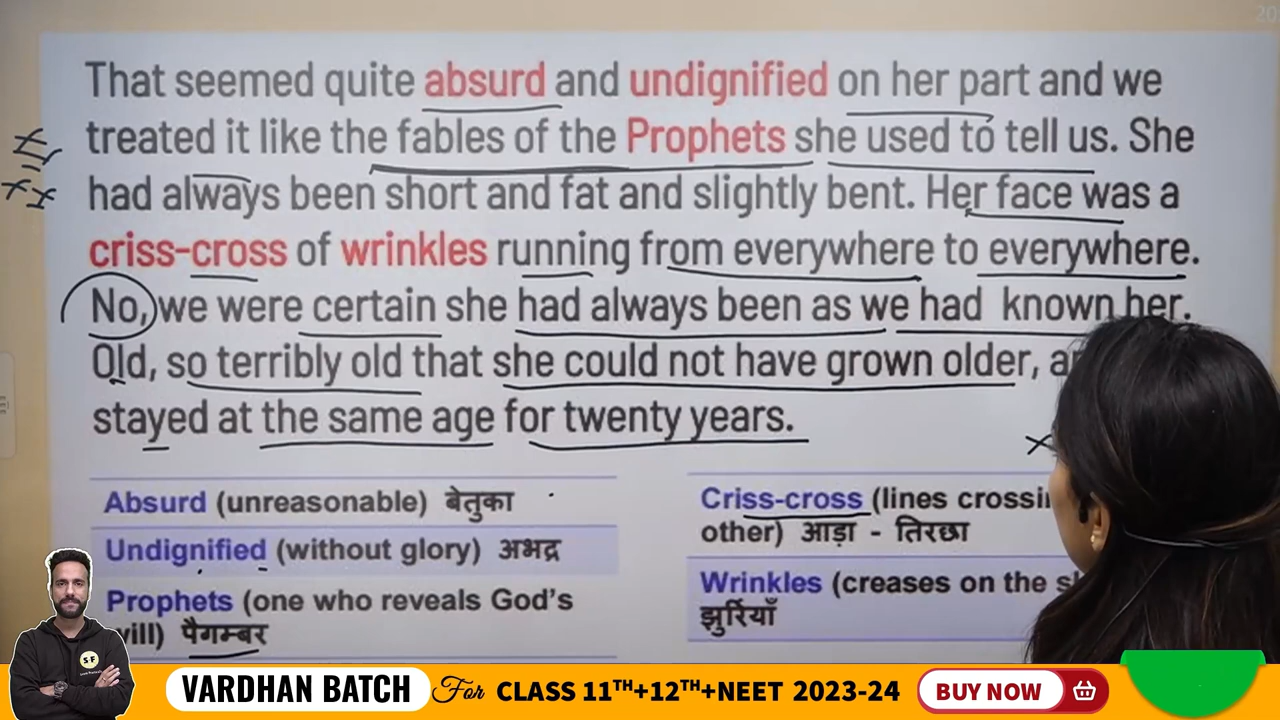 That seemed quite absurd and undignified on her part and we
treated it like the fables of the Prophets she used to tell us. She
had always been short and fat and slightly bent. Her face was a
criss-cross of wrinkles running from everywhere to everywhere.
No, we were certain she had always been as we had known her.
Old, so terribly old that she could not have grown older,
stayed at the same age for twenty years.
Absurd (unreasonable) बेतुका
Undignified (without glory) अभद्र
Prophets (one who reveals God's
will) पैगम्बर
Criss-cross (lines
other) आड़ा - तिरछा
Wrinkles (creases on the
झुर्रियाँ
SF
VARDHAN BATCH For CLASS 11TH+12TH+NEET 2023-24 BUY NOW